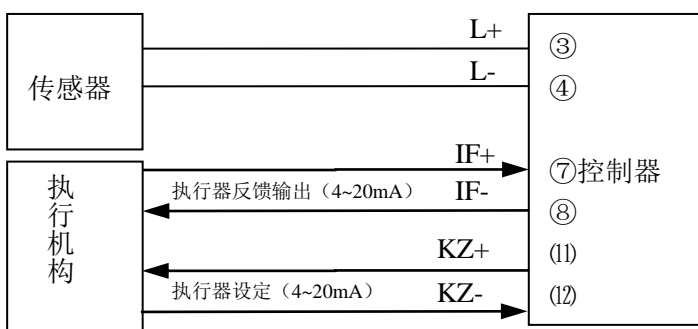 传感器
L+
③
L-
④
执行机构
IF+
⑦控制器
执行器反馈输出（4~20mA）
IF-
⑧
KZ+
⑾
执行器设定（4~20mA）
KZ-
⑿